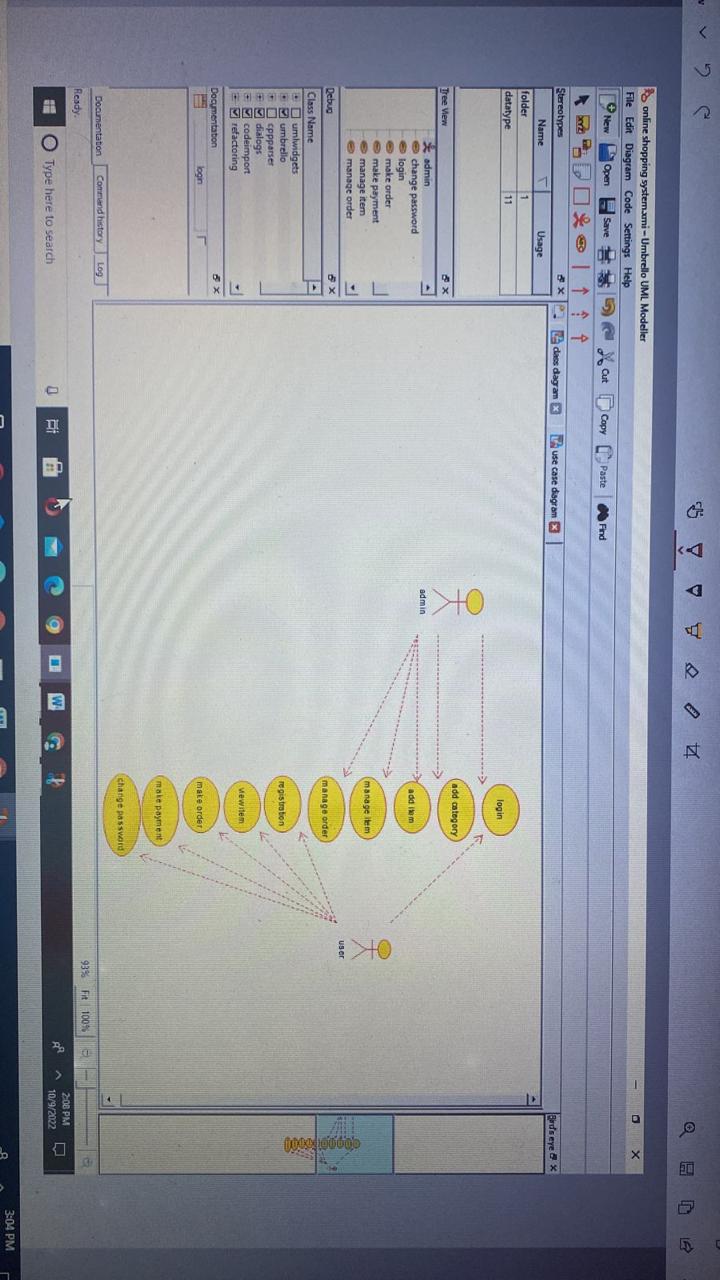 online shopping system.xmi - Umbrello UML Modeller
File Edit Diagram Code Settings Help
New Open Save Cut Copy Paste Find
Stereotypes
Name Usage
folder 1
datatype 11
Tree View
admin
change password
login
make order
make payment
manage item
manage order
Debug
Class Name
umlwidgets
umbrello
cppparser
dialogs
codeimport
refactoring
Documentation
login
Documentation Command history Log
Ready.
class diagram
use case diagram
admin
login
add category
add item
manage item
manage order
registration
view item
make order
make payment
change password
user
Bird's eye
93% Fit 100%
Type here to search
2:08 PM
10/9/2022
3:04 PM